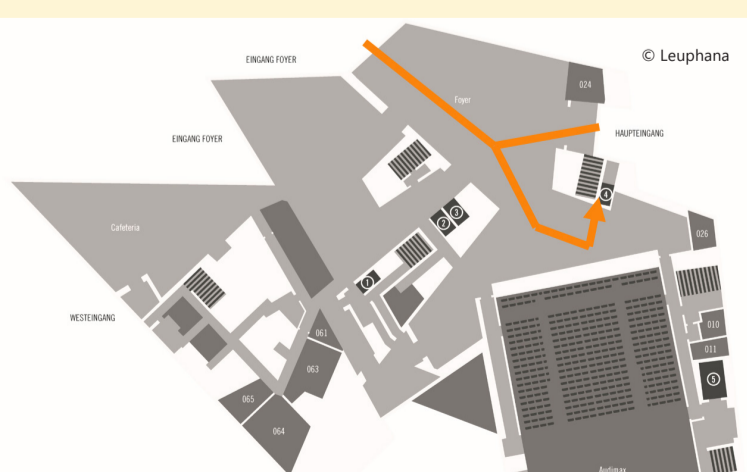 © Leuphana
EINGANG FOYER
024
Foyer
HAUPTEINGANG
EINGANG FOYER
4
3
2
Cafeteria
026
1
WESTEINGANG
061
010
011
063
5
065
064
Audimax